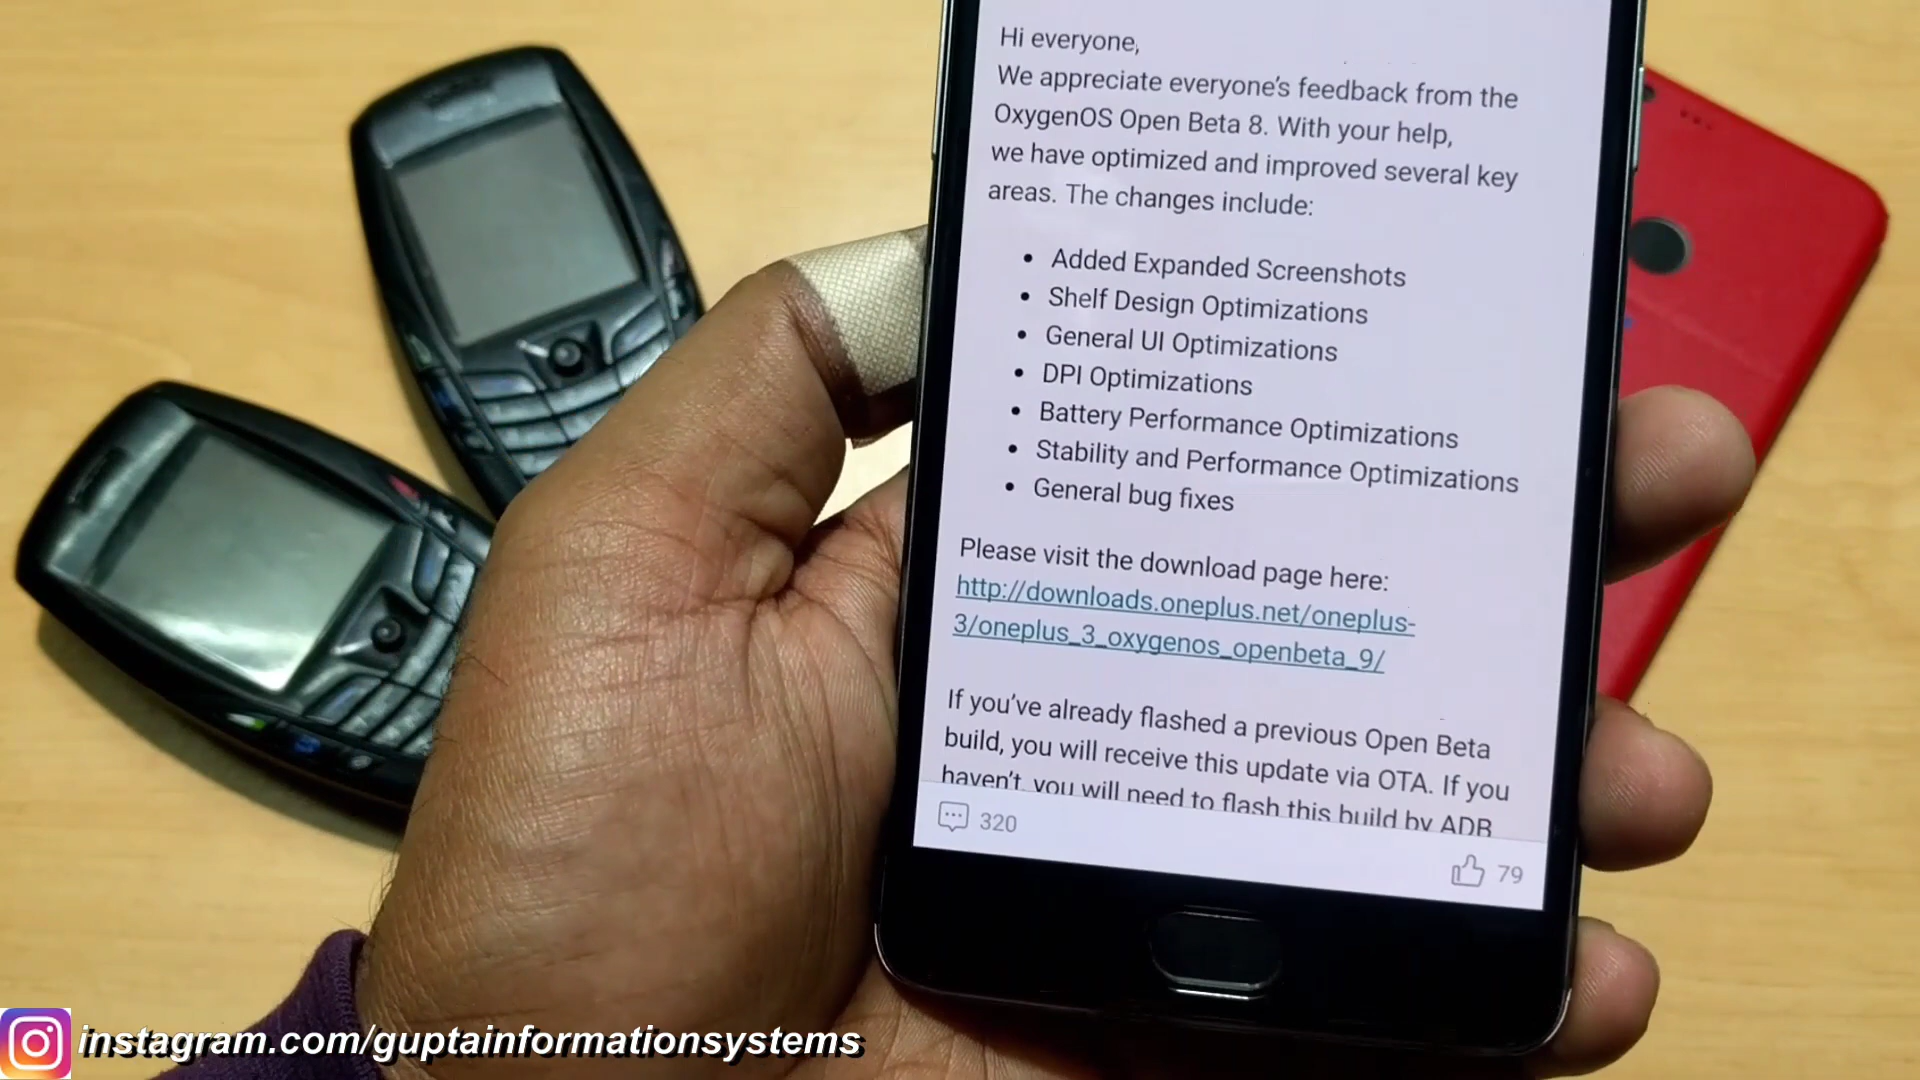 Hi everyone,
We appreciate everyone's feedback from the
OxygenOS Open Beta 8. With your help,
we have optimized and improved several key
areas. The changes include:
• Added Expanded Screenshots
• Shelf Design Optimizations
• General UI Optimizations
• DPI Optimizations
• Battery Performance Optimizations
• Stability and Performance Optimizations
• General bug fixes
Please visit the download page here:
http://downloads.oneplus.net/oneplus-
3/oneplus_3_oxygenos_openbeta_9/
If you've already flashed a previous Open Beta
build, you will receive this update via OTA. If you
haven't, you will need to flash this build by ADB
320
79
instagram.com/guptainformationsystems